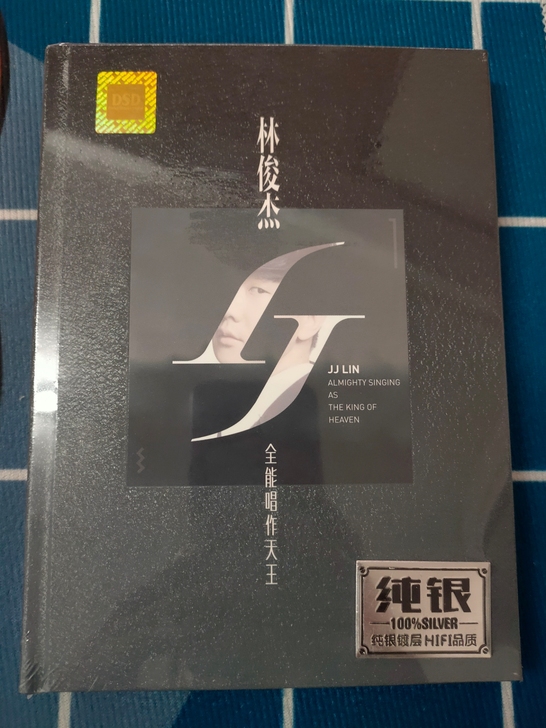 DSD
林俊杰
JJ
JJ LIN
ALMIGHTY SINGING
AS
THE KING OF
HEAVEN
全能唱作天王
纯银
100%SILVER
纯银镀层HIFI品质